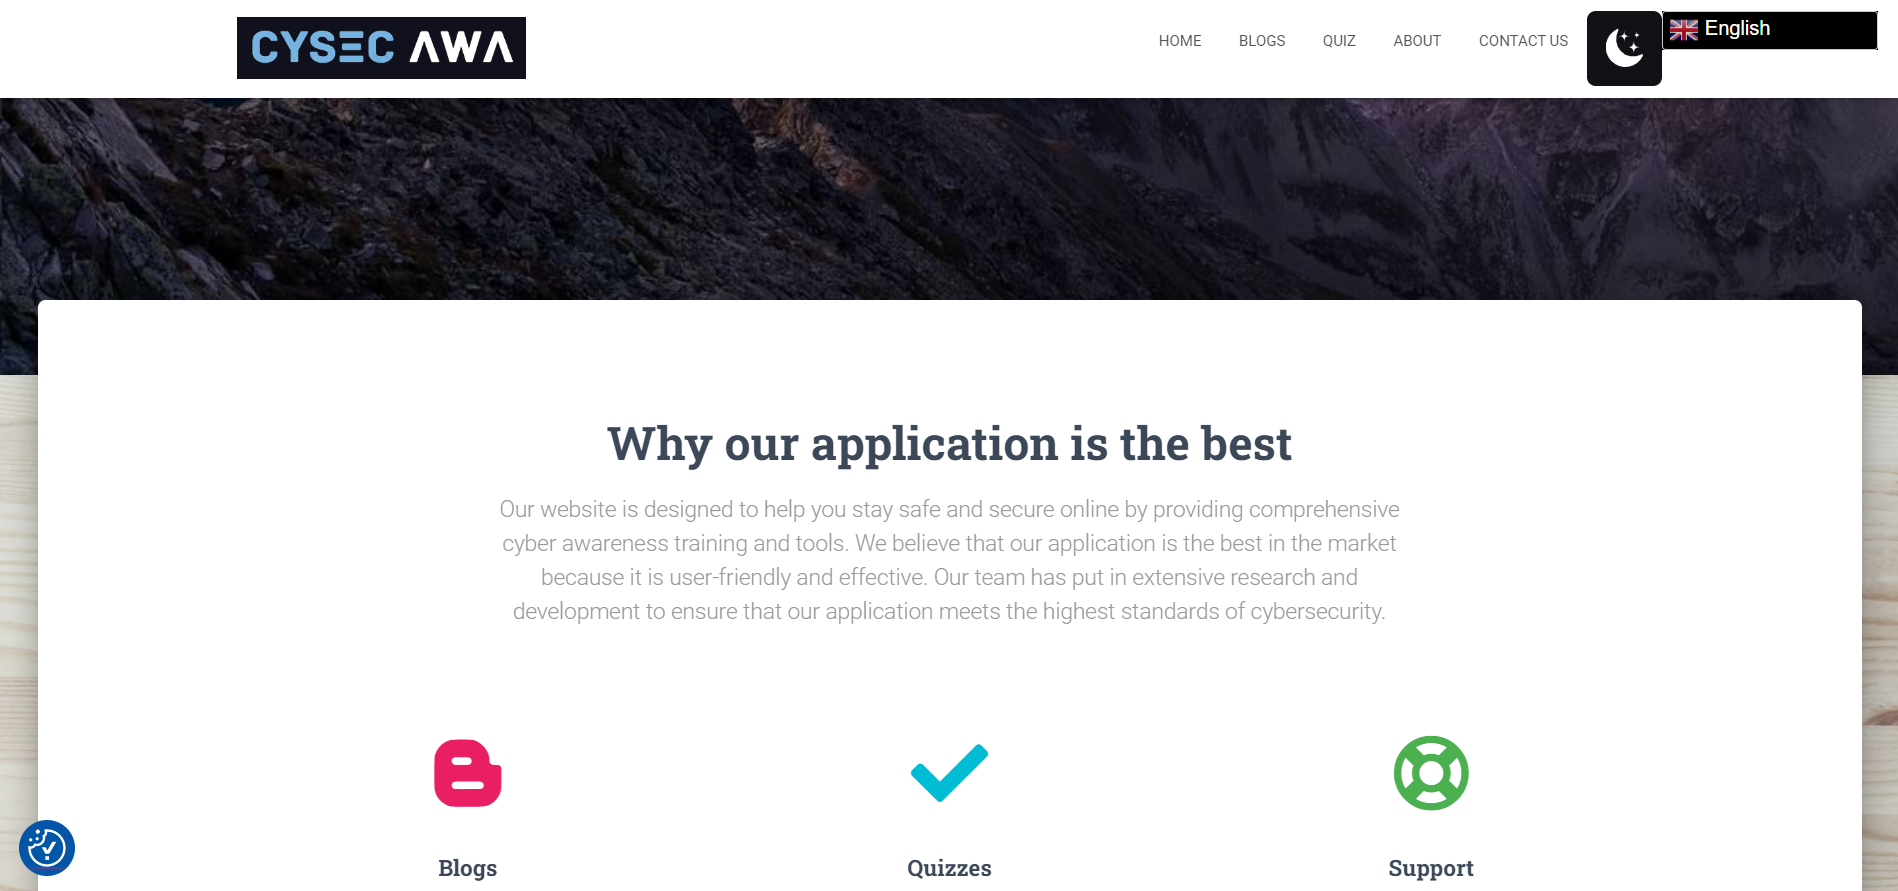 CYSEC AWA
HOME BLOGS QUIZ ABOUT CONTACT US
English
Why our application is the best
Our website is designed to help you stay safe and secure online by providing comprehensive
cyber awareness training and tools. We believe that our application is the best in the market
because it is user-friendly and effective. Our team has put in extensive research and
development to ensure that our application meets the highest standards of cybersecurity.
Blogs Quizzes Support